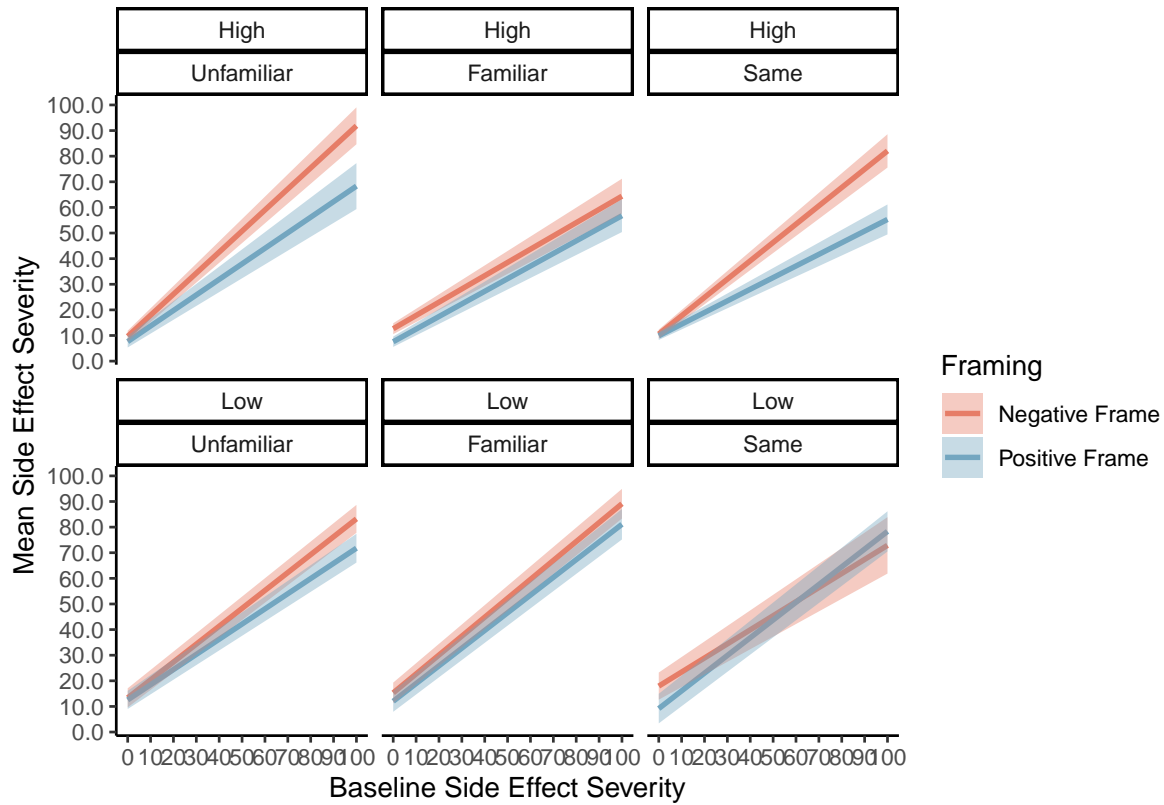 High High High
Unfamiliar Familiar Same
100.0
90.0
80.0
70.0
60.0
50.0
40.0
30.0
20.0
10.0
0.0
Low Low Low
Unfamiliar Familiar Same
100.0
90.0
80.0
70.0
60.0
50.0
40.0
30.0
20.0
10.0
0.0
0 10 20 30 40 50 60 70 80 90 100 0 10 20 30 40 50 60 70 80 90 100 0 10 20 30 40 50 60 70 80 90 100
Baseline Side Effect Severity
Mean Side Effect Severity
Framing
Negative Frame
Positive Frame